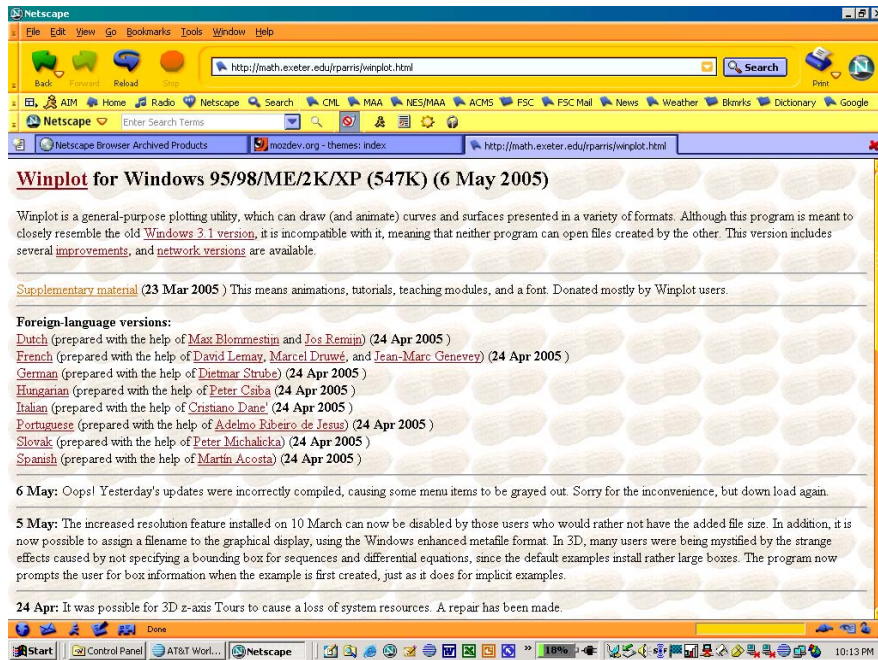 Netscape
File Edit View Go Bookmarks Tools Window Help
Back Forward Reload Stop http://math.exeter.edu/rparris/winplot.html Search Print
AIM Home Radio Netscape Search CML MAA NES/MAA ACMS FSC FSC Mail News Weather Bkmrks Dictionary Google
Netscape Enter Search Terms
Netscape Browser Archived Products mozdev.org - themes: index http://math.exeter.edu/rparris/winplot.html
Winplot for Windows 95/98/ME/2K/XP (547K) (6 May 2005)
Winplot is a general-purpose plotting utility, which can draw (and animate) curves and surfaces presented in a variety of formats. Although this program is meant to
closely resemble the old Windows 3.1 version, it is incompatible with it, meaning that neither program can open files created by the other. This version includes
several improvements, and network versions are available.
Supplementary material (23 Mar 2005 ) This means animations, tutorials, teaching modules, and a font. Donated mostly by Winplot users.
Foreign-language versions:
Dutch (prepared with the help of Max Blommestijn and Jos Remijn) (24 Apr 2005 )
French (prepared with the help of David Lemay, Marcel Druwé, and Jean-Marc Genevey) (24 Apr 2005 )
German (prepared with the help of Dietmar Strube) (24 Apr 2005 )
Hungarian (prepared with the help of Peter Csiba (24 Apr 2005 )
Italian (prepared with the help of Cristiano Dane' (24 Apr 2005 )
Portuguese (prepared with the help of Adelmo Ribeiro de Jesus) (24 Apr 2005 )
Slovak (prepared with the help of Peter Michalicka) (24 Apr 2005 )
Spanish (prepared with the help of Martín Acosta) (24 Apr 2005 )
6 May: Oops! Yesterday's updates were incorrectly compiled, causing some menu items to be grayed out. Sorry for the inconvenience, but down load again.
5 May: The increased resolution feature installed on 10 March can now be disabled by those users who would rather not have the added file size. In addition, it is
now possible to assign a filename to the graphical display, using the Windows enhanced metafile format. In 3D, many users were being mystified by the strange
effects caused by not specifying a bounding box for sequences and differential equations, since the default examples install rather large boxes. The program now
prompts the user for box information when the example is first created, just as it does for implicit examples.
24 Apr: It was possible for 3D z-axis Tours to cause a loss of system resources. A repair has been made.
Done
Start Control Panel AT&T Worl... Netscape 18% 10:13 PM